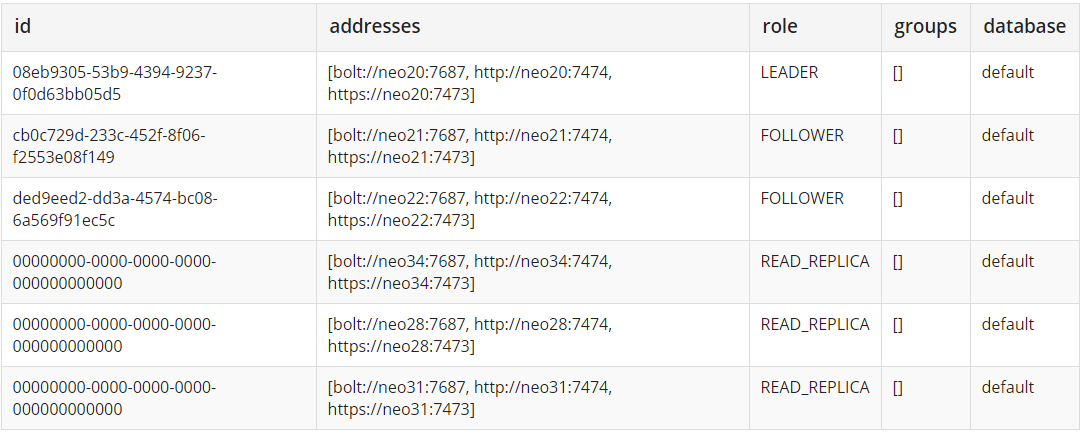 id addresses role groups database
08eb9305-53b9-4394-9237- [bolt://neo20:7687, http://neo20:7474, LEADER [] default
0f0d63bb05d5 https://neo20:7473]
cb0c729d-233c-452f-8f06- [bolt://neo21:7687, http://neo21:7474, FOLLOWER [] default
f2553e08f149 https://neo21:7473]
ded9eed2-dd3a-4574-bc08- [bolt://neo22:7687, http://neo22:7474, FOLLOWER [] default
6a569f91ec5c https://neo22:7473]
00000000-0000-0000-0000- [bolt://neo34:7687, http://neo34:7474, READ_REPLICA [] default
000000000000 https://neo34:7473]
00000000-0000-0000-0000- [bolt://neo28:7687, http://neo28:7474, READ_REPLICA [] default
000000000000 https://neo28:7473]
00000000-0000-0000-0000- [bolt://neo31:7687, http://neo31:7474, READ_REPLICA [] default
000000000000 https://neo31:7473]